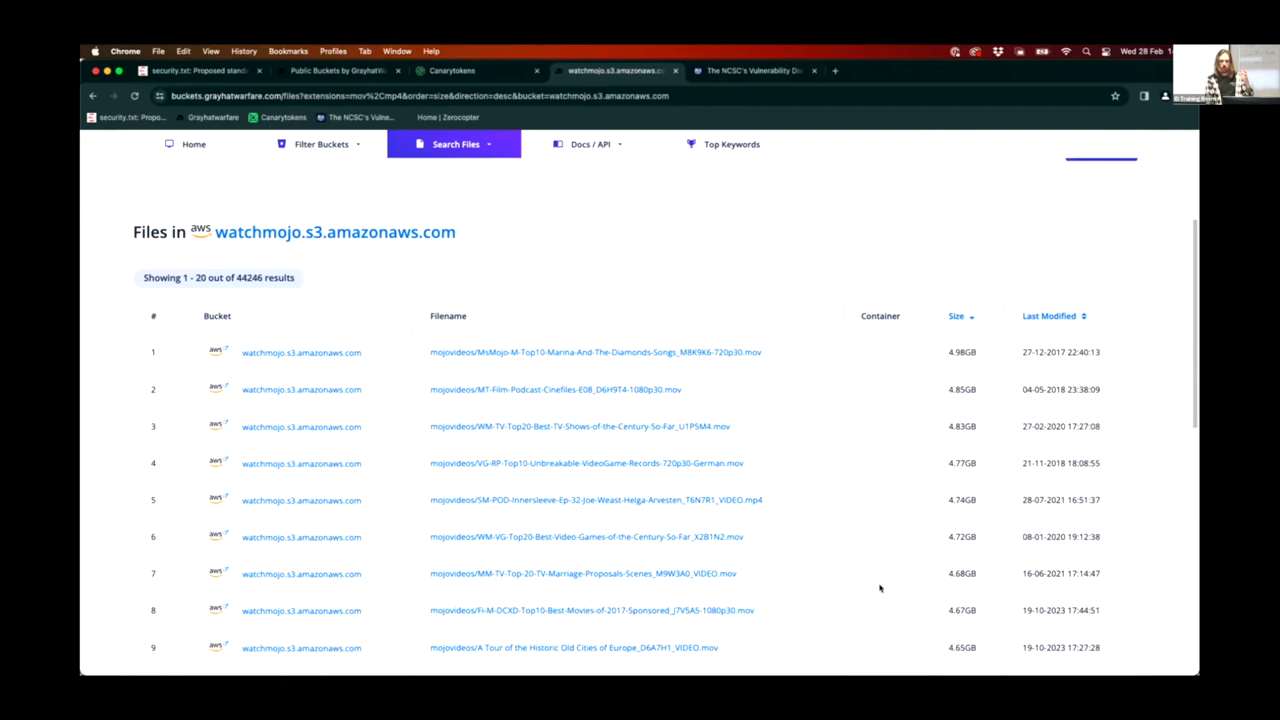 Chrome File Edit View History Bookmarks Profiles Tab Window Help Wed 28 Feb
security.txt: Proposed stand Public Buckets by GrayhatWa Canarytokens watchmojo.s3.amazonaws.co The NCSC's Vulnerability Di
buckets.grayhatwarfare.com/files?extensions=mov%2Cmp4&order=size&direction=desc&bucket=watchmojo.s3.amazonaws.com
security.txt: Propo... Grayhatwarfare Canarytokens The NCSC's Vulne... Home | Zerocopter
Home Filter Buckets Search Files Docs / API Top Keywords
Files in aws watchmojo.s3.amazonaws.com
Showing 1 - 20 out of 44246 results
# Bucket Filename Container Size Last Modified
1 aws watchmojo.s3.amazonaws.com mojovideos/MsMojo-M-Top10-Marina-And-The-Diamonds-Songs_M8K9K6-720p30.mov 4.98GB 27-12-2017 22:40:13
2 aws watchmojo.s3.amazonaws.com mojovideos/MT-Film-Podcast-Cinefiles-E08_D6H9T4-1080p30.mov 4.85GB 04-05-2018 23:38:09
3 aws watchmojo.s3.amazonaws.com mojovideos/WM-TV-Top20-Best-TV-Shows-of-the-Century-So-Far_U1P5M4.mov 4.83GB 27-02-2020 17:27:08
4 aws watchmojo.s3.amazonaws.com mojovideos/VG-RP-Top10-Unbreakable-VideoGame-Records-720p30-German.mov 4.77GB 21-11-2018 18:08:55
5 aws watchmojo.s3.amazonaws.com mojovideos/SM-POD-Innersleeve-Ep-32-Joe-Weast-Helga-Arvesten_T6N7R1_VIDEO.mp4 4.74GB 28-07-2021 16:51:37
6 aws watchmojo.s3.amazonaws.com mojovideos/WM-VG-Top20-Best-Video-Games-of-the-Century-So-Far_X2B1N2.mov 4.72GB 08-01-2020 19:12:38
7 aws watchmojo.s3.amazonaws.com mojovideos/MM-TV-Top-20-TV-Marriage-Proposals-Scenes_M9W3A0_VIDEO.mov 4.68GB 16-06-2021 17:14:47
8 aws watchmojo.s3.amazonaws.com mojovideos/Fi-M-DCXD-Top10-Best-Movies-of-2017-Sponsored_J7V5A5-1080p30.mov 4.67GB 19-10-2023 17:44:51
9 aws watchmojo.s3.amazonaws.com mojovideos/A Tour of the Historic Old Cities of Europe_D6A7H1_VIDEO.mov 4.65GB 19-10-2023 17:27:28